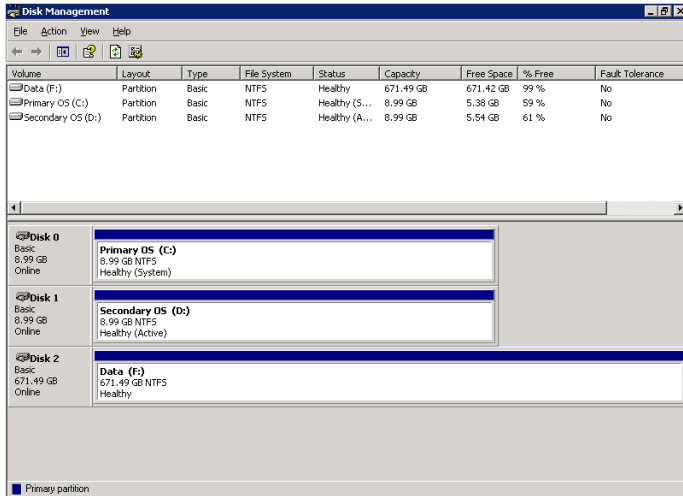 Disk Management
File Action View Help
Volume Layout Type File System Status Capacity Free Space % Free Fault Tolerance
Data (F:) Partition Basic NTFS Healthy 671.49 GB 671.42 GB 99 % No
Primary OS (C:) Partition Basic NTFS Healthy (S... 8.99 GB 5.38 GB 59 % No
Secondary OS (D:) Partition Basic NTFS Healthy (A... 8.99 GB 5.54 GB 61 % No
Disk 0
Basic
8.99 GB
Online
Primary OS (C:)
8.99 GB NTFS
Healthy (System)
Disk 1
Basic
8.99 GB
Online
Secondary OS (D:)
8.99 GB NTFS
Healthy (Active)
Disk 2
Basic
671.49 GB
Online
Data (F:)
671.49 GB NTFS
Healthy
Primary partition